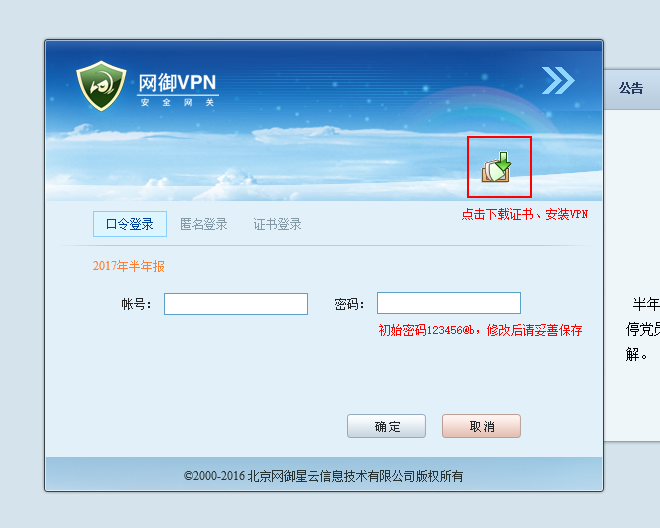 网御VPN
安全网关
公告
点击下载证书、安装VPN
口令登录 匿名登录 证书登录
2017年半年报
帐号： 密码：
半年
初始密码123456@b，修改后请妥善保存
停党员
解。
确定 取消
©2000-2016 北京网御星云信息技术有限公司版权所有